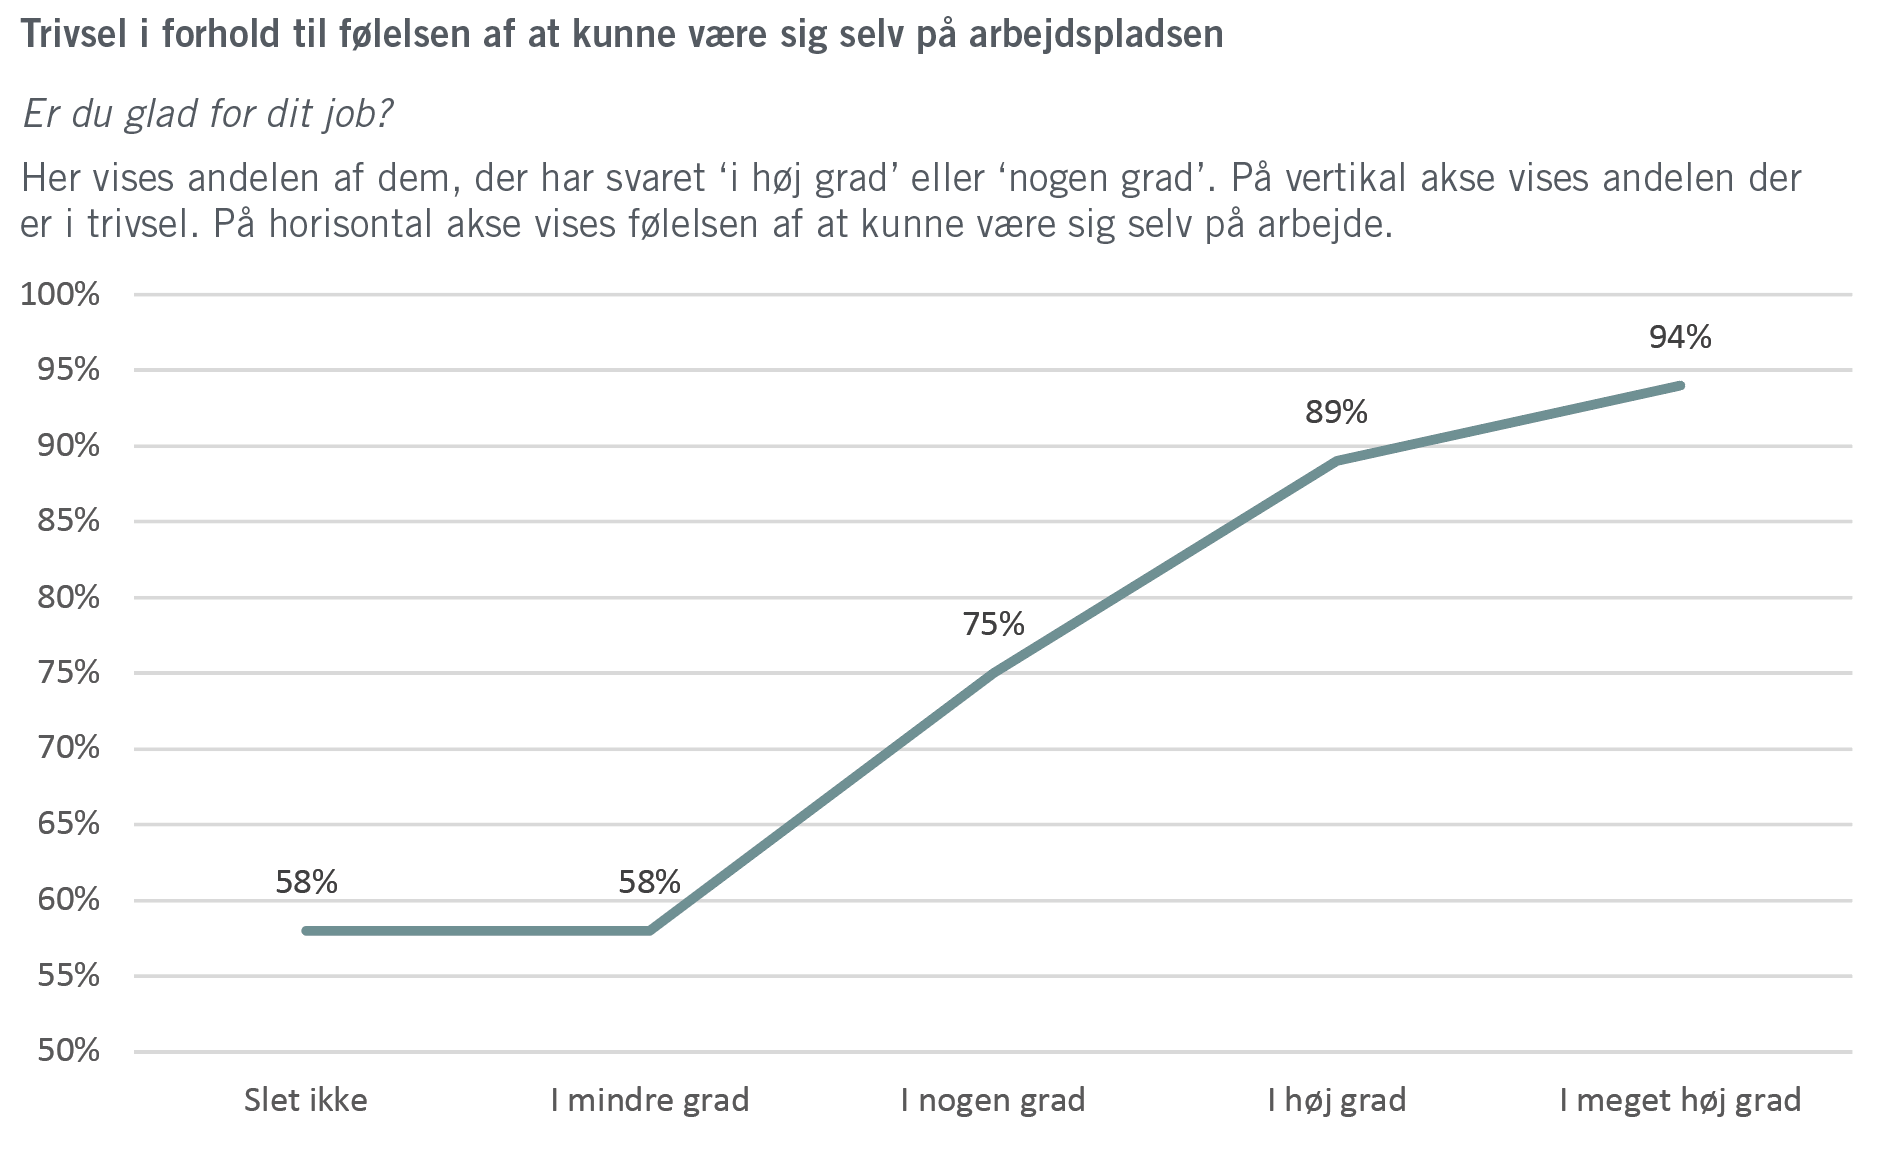 Trivsel i forhold til følelsen af at kunne være sig selv på arbejdspladsen
Er du glad for dit job?
Her vises andelen af dem, der har svaret ‘i høj grad’ eller ‘nogen grad’. På vertikal akse vises andelen der
er i trivsel. På horisontal akse vises følelsen af at kunne være sig selv på arbejde.
100%
95%
90%
85%
80%
75%
70%
65%
60%
55%
50%
58%
58%
75%
89%
94%
Slet ikke
I mindre grad
I nogen grad
I høj grad
I meget høj grad